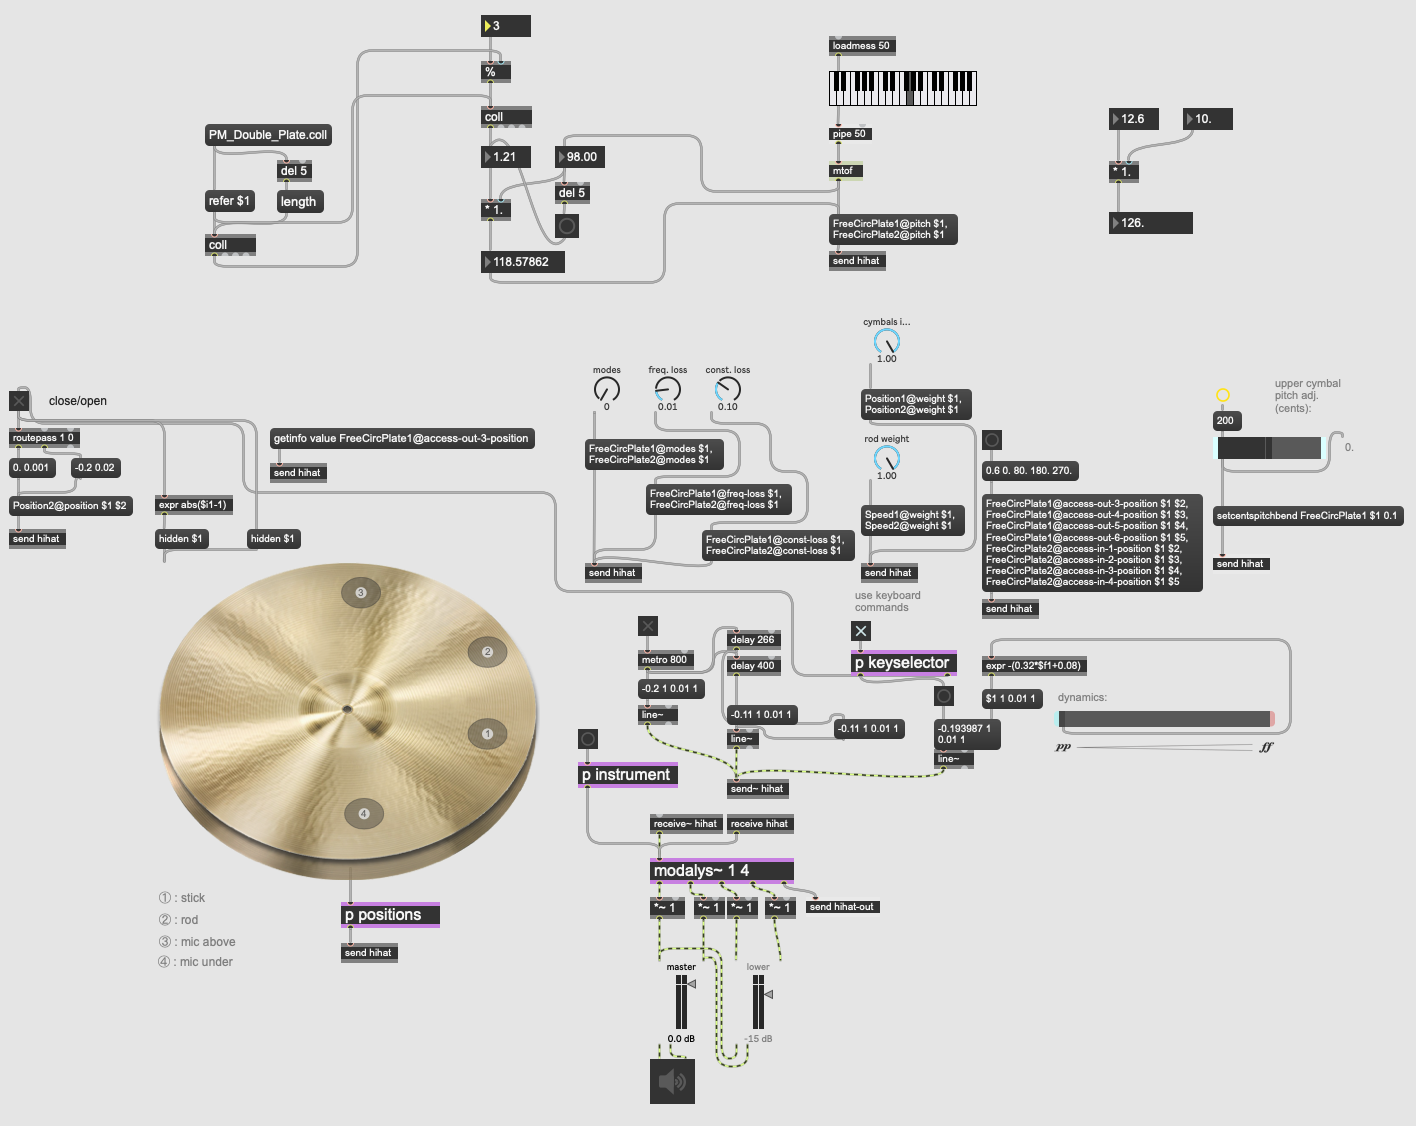 3
%
coll
PM_Double_Plate.coll
del 5
refer $1
length
coll
1.21
98.00
del 5
* 1.
118.57862
loadmess 50
pipe 50
mtof
FreeCircPlate1@pitch $1,
FreeCircPlate2@pitch $1
send hihat
12.6
10.
* 1.
126.
close/open
routepass 1 0
0. 0.001
-0.2 0.02
Position2@position $1 $2
send hihat
expr abs($i1-1)
hidden $1
hidden $1
getinfo value FreeCircPlate1@access-out-3-position
send hihat
modes
0
freq. loss
0.01
const. loss
0.10
FreeCircPlate1@modes $1,
FreeCircPlate2@modes $1
FreeCircPlate1@freq-loss $1,
FreeCircPlate2@freq-loss $1
FreeCircPlate1@const-loss $1,
FreeCircPlate2@const-loss $1
send hihat
cymbals i...
1.00
Position1@weight $1,
Position2@weight $1
rod weight
1.00
Speed1@weight $1,
Speed2@weight $1
send hihat
0.6 0. 80. 180. 270.
FreeCircPlate1@access-out-3-position $1 $2,
FreeCircPlate1@access-out-4-position $1 $3,
FreeCircPlate1@access-out-5-position $1 $4,
FreeCircPlate1@access-out-6-position $1 $5,
FreeCircPlate2@access-in-1-position $1 $2,
FreeCircPlate2@access-in-2-position $1 $3,
FreeCircPlate2@access-in-3-position $1 $4,
FreeCircPlate2@access-in-4-position $1 $5
send hihat
upper cymbal
pitch adj.
(cents):
200
0.
setcentspitchbend FreeCircPlate1 $1 0.1
send hihat
use keyboard
commands
p keyselector
metro 800
-0.2 1 0.01 1
line~
delay 266
delay 400
-0.11 1 0.01 1
line~
-0.11 1 0.01 1
-0.193987 1
0.01 1
line~
expr -(0.32*$f1+0.08)
$1 1 0.01 1
dynamics:
pp
ff
send~ hihat
p instrument
receive~ hihat
receive hihat
modalys~ 1 4
*~ 1
*~ 1
*~ 1
*~ 1
send hihat-out
master
0.0 dB
lower
-15 dB
3
2
1
4
① : stick
② : rod
③ : mic above
④ : mic under
p positions
send hihat